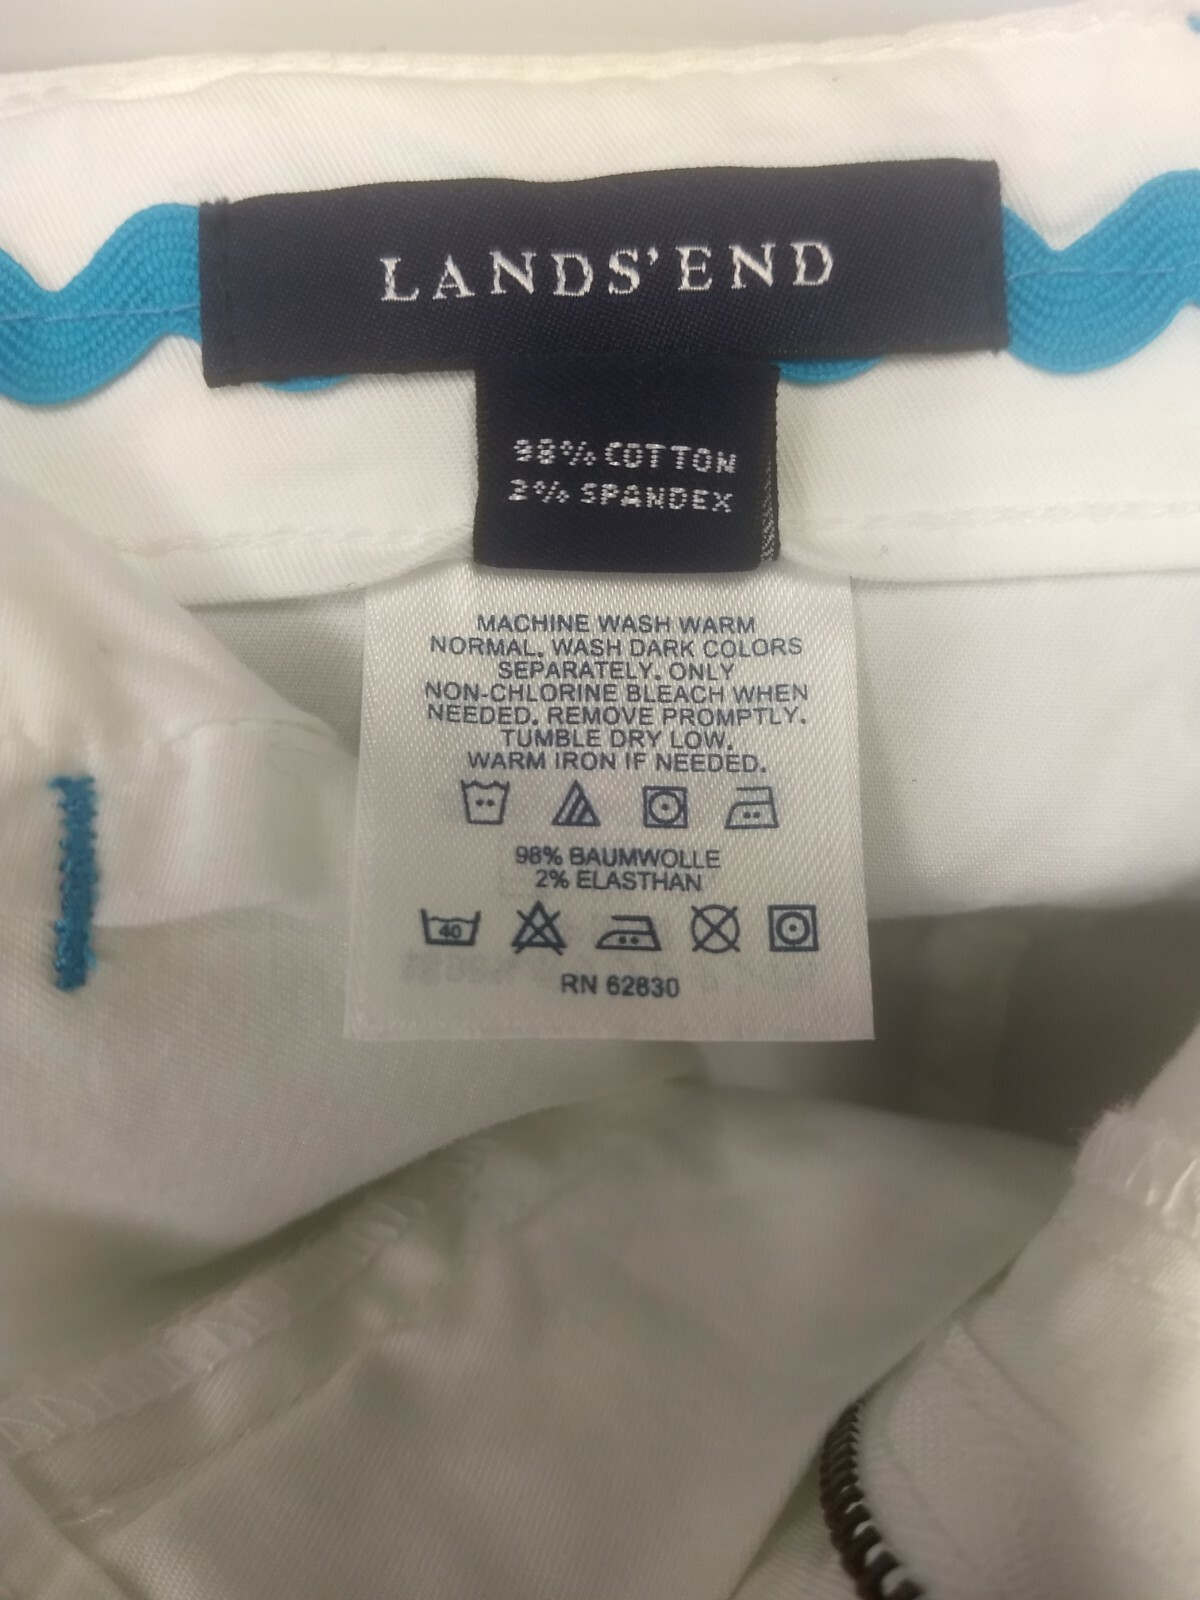 LANDS' END
98% COTTON
2% SPANDEX
MACHINE WASH WARM
NORMAL. WASH DARK COLORS
SEPARATELY. ONLY
NON-CHLORINE BLEACH WHEN
NEEDED. REMOVE PROMPTLY.
TUMBLE DRY LOW.
WARM IRON IF NEEDED.
98% BAUMWOLLE
2% ELASTHAN
40
RN 62830